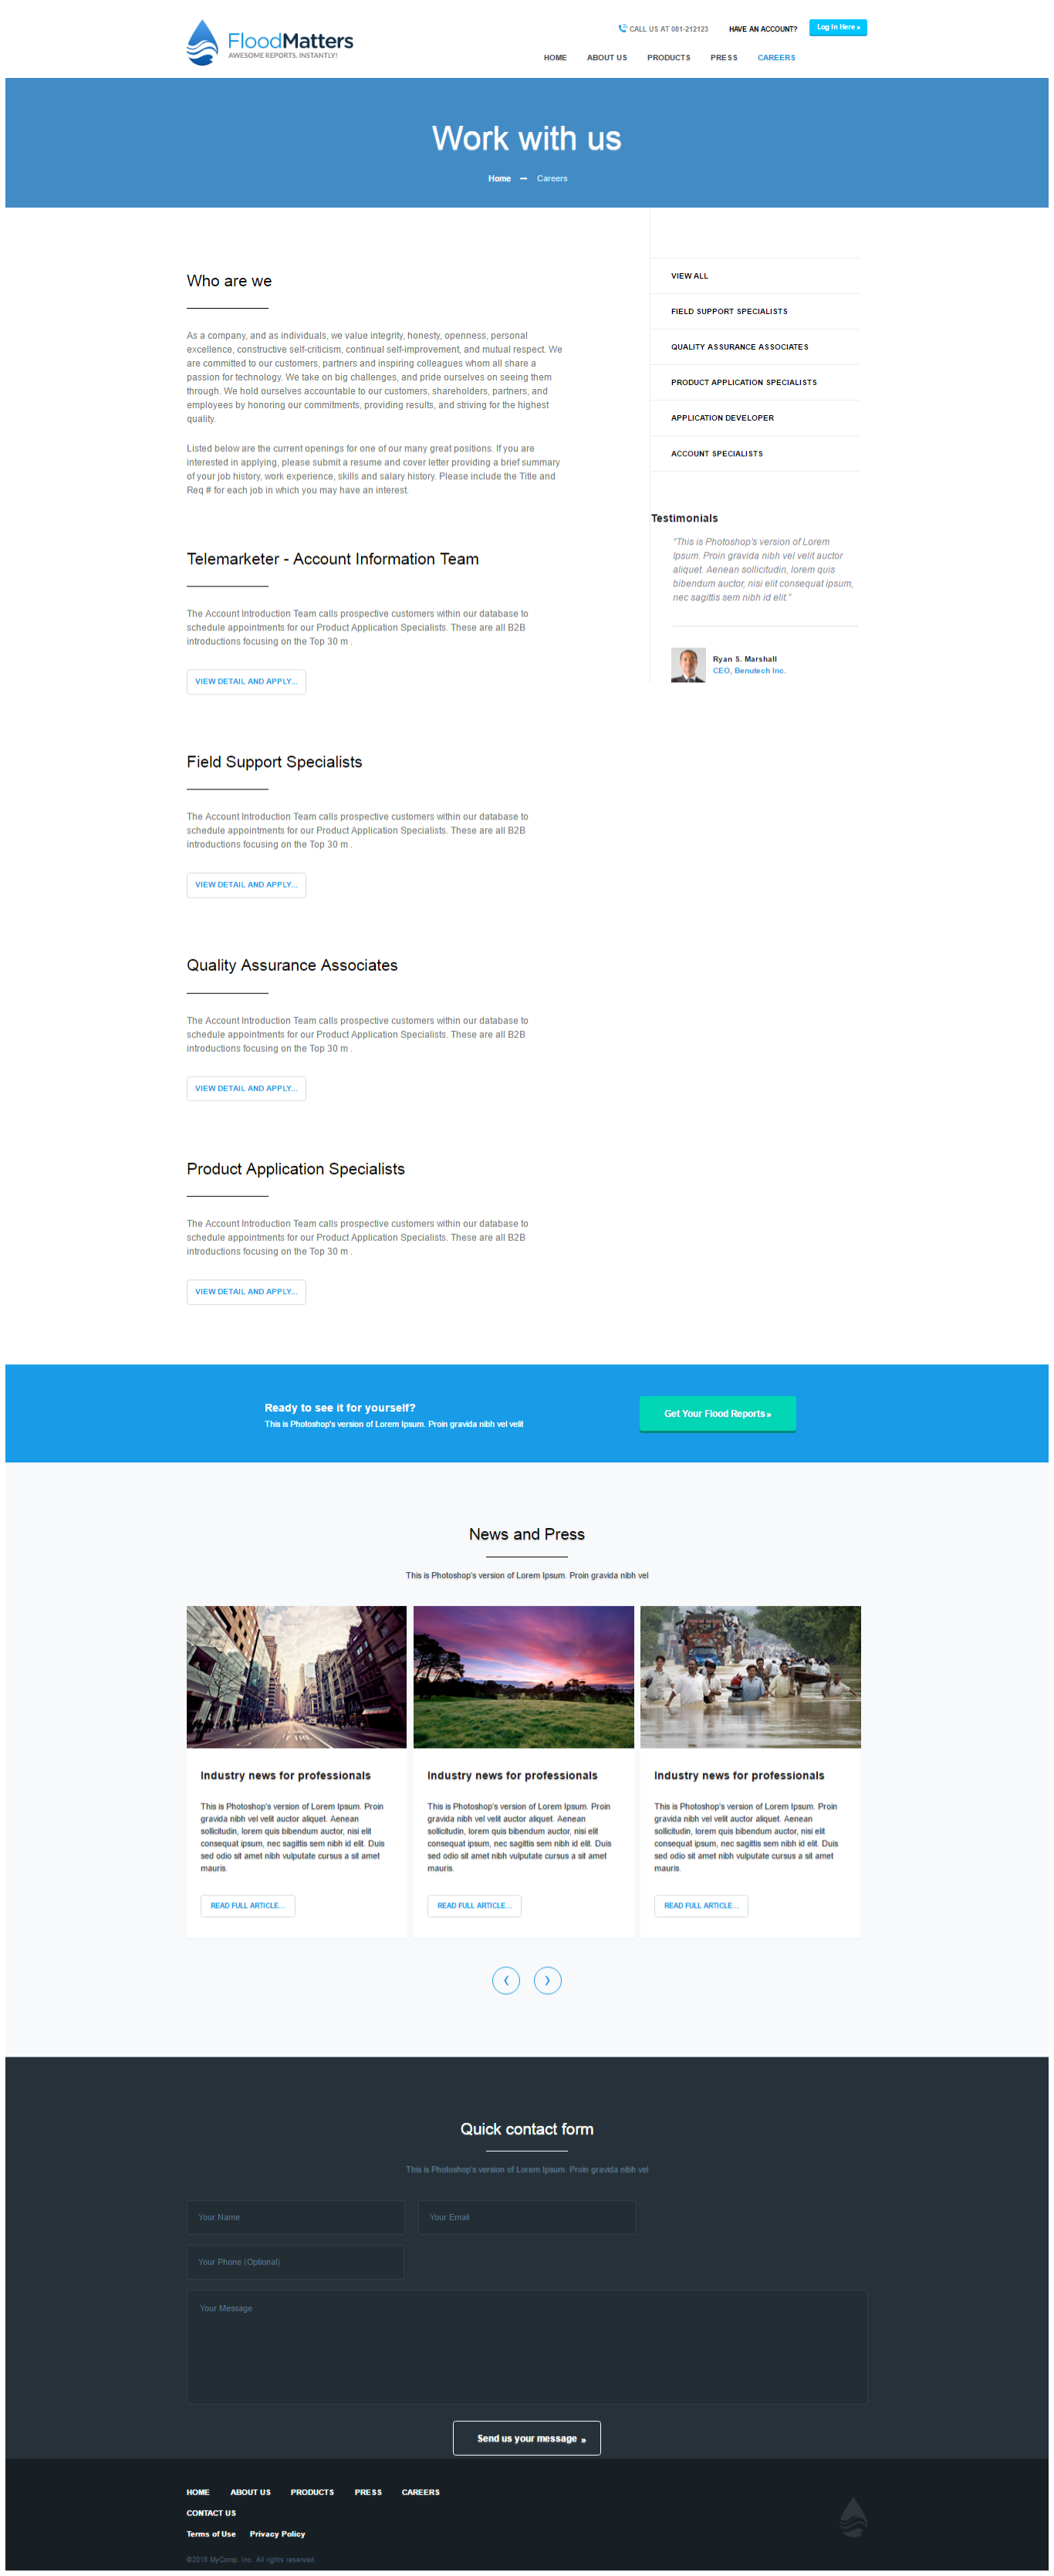 FloodMatters
AWESOME REPORTS. INSTANTLY!
CALL US AT 081-212123
HAVE AN ACCOUNT?
Log In Here »
HOME ABOUT US PRODUCTS PRESS CAREERS
Work with us
Home Careers
Who are we
As a company, and as individuals, we value integrity, honesty, openness, personal
excellence, constructive self-criticism, continual self-improvement, and mutual respect. We
are committed to our customers, partners and inspiring colleagues whom all share a
passion for technology. We take on big challenges, and pride ourselves on seeing them
through. We hold ourselves accountable to our customers, shareholders, partners, and
employees by honoring our commitments, providing results, and striving for the highest
quality.
Listed below are the current openings for one of our many great positions. If you are
interested in applying, please submit a resume and cover letter providing a brief summary
of your job history, work experience, skills and salary history. Please include the Title and
Req # for each job in which you may have an interest.
Telemarketer - Account Information Team
The Account Introduction Team calls prospective customers within our database to
schedule appointments for our Product Application Specialists. These are all B2B
introductions focusing on the Top 30 m .
VIEW DETAIL AND APPLY...
Field Support Specialists
The Account Introduction Team calls prospective customers within our database to
schedule appointments for our Product Application Specialists. These are all B2B
introductions focusing on the Top 30 m .
VIEW DETAIL AND APPLY...
Quality Assurance Associates
The Account Introduction Team calls prospective customers within our database to
schedule appointments for our Product Application Specialists. These are all B2B
introductions focusing on the Top 30 m .
VIEW DETAIL AND APPLY...
Product Application Specialists
The Account Introduction Team calls prospective customers within our database to
schedule appointments for our Product Application Specialists. These are all B2B
introductions focusing on the Top 30 m .
VIEW DETAIL AND APPLY...
VIEW ALL
FIELD SUPPORT SPECIALISTS
QUALITY ASSURANCE ASSOCIATES
PRODUCT APPLICATION SPECIALISTS
APPLICATION DEVELOPER
ACCOUNT SPECIALISTS
Testimonials
"This is Photoshop's version of Lorem
Ipsum. Proin gravida nibh vel velit auctor
aliquet. Aenean sollicitudin, lorem quis
bibendum auctor, nisi elit consequat ipsum,
nec sagittis sem nibh id elit."
Ryan S. Marshall
CEO, Benutech Inc.
Ready to see it for yourself?
This is Photoshop's version of Lorem Ipsum. Proin gravida nibh vel velit
Get Your Flood Reports »
News and Press
This is Photoshop's version of Lorem Ipsum. Proin gravida nibh vel
Industry news for professionals
This is Photoshop's version of Lorem Ipsum. Proin
gravida nibh vel velit auctor aliquet. Aenean
sollicitudin, lorem quis bibendum auctor, nisi elit
consequat ipsum, nec sagittis sem nibh id elit. Duis
sed odio sit amet nibh vulputate cursus a sit amet
mauris.
READ FULL ARTICLE...
Industry news for professionals
This is Photoshop's version of Lorem Ipsum. Proin
gravida nibh vel velit auctor aliquet. Aenean
sollicitudin, lorem quis bibendum auctor, nisi elit
consequat ipsum, nec sagittis sem nibh id elit. Duis
sed odio sit amet nibh vulputate cursus a sit amet
mauris.
READ FULL ARTICLE...
Industry news for professionals
This is Photoshop's version of Lorem Ipsum. Proin
gravida nibh vel velit auctor aliquet. Aenean
sollicitudin, lorem quis bibendum auctor, nisi elit
consequat ipsum, nec sagittis sem nibh id elit. Duis
sed odio sit amet nibh vulputate cursus a sit amet
mauris.
READ FULL ARTICLE...
Quick contact form
This is Photoshop's version of Lorem Ipsum. Proin gravida nibh vel
Your Name
Your Email
Your Phone (Optional)
Your Message
Send us your message »
HOME ABOUT US PRODUCTS PRESS CAREERS
CONTACT US
Terms of Use Privacy Policy
©2016 MyComp, Inc. All rights reserved.